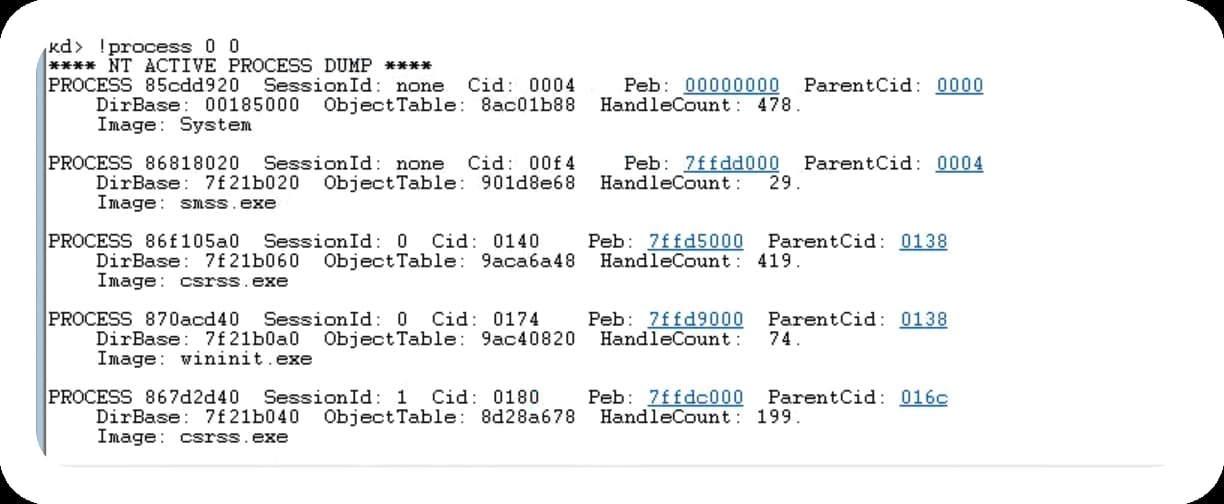 kd> !process 0 0
**** NT ACTIVE PROCESS DUMP ****
PROCESS 85cdd920  SessionId: none  Cid: 0004    Peb: 00000000  ParentCid: 0000
    DirBase: 00185000  ObjectTable: 8ac01b88  HandleCount: 478.
    Image: System
PROCESS 86818020  SessionId: none  Cid: 00f4    Peb: 7ffdd000  ParentCid: 0004
    DirBase: 7f21b020  ObjectTable: 901d8e68  HandleCount:  29.
    Image: smss.exe
PROCESS 86f105a0  SessionId: 0  Cid: 0140    Peb: 7ffd5000  ParentCid: 0138
    DirBase: 7f21b060  ObjectTable: 9aca6a48  HandleCount: 419.
    Image: csrss.exe
PROCESS 870acd40  SessionId: 0  Cid: 0174    Peb: 7ffd9000  ParentCid: 0138
    DirBase: 7f21b0a0  ObjectTable: 9ac40820  HandleCount:  74.
    Image: wininit.exe
PROCESS 867d2d40  SessionId: 1  Cid: 0180    Peb: 7ffdc000  ParentCid: 016c
    DirBase: 7f21b040  ObjectTable: 8d28a678  HandleCount: 199.
    Image: csrss.exe